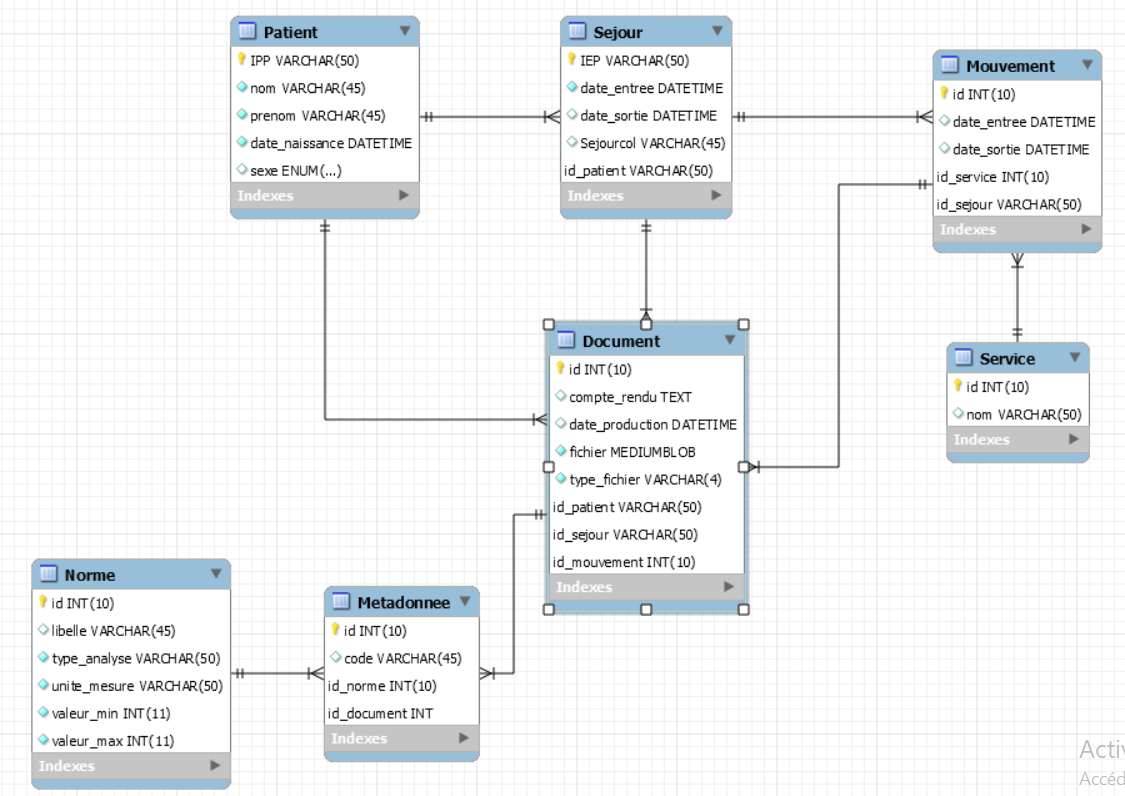 Patient
IPP VARCHAR(50)
nom VARCHAR(45)
prenom VARCHAR(45)
date_naissance DATETIME
sexe ENUM(...)
Indexes
Sejour
IEP VARCHAR(50)
date_entree DATETIME
date_sortie DATETIME
Sejourcol VARCHAR(45)
id_patient VARCHAR(50)
Indexes
Mouvement
id INT(10)
date_entree DATETIME
date_sortie DATETIME
id_service INT(10)
id_sejour VARCHAR(50)
Indexes
Document
id INT(10)
compte_rendu TEXT
date_production DATETIME
fichier MEDIUMBLOB
type_fichier VARCHAR(4)
id_patient VARCHAR(50)
id_sejour VARCHAR(50)
id_mouvement INT(10)
Indexes
Service
id INT(10)
nom VARCHAR(50)
Indexes
Norme
id INT(10)
libelle VARCHAR(45)
type_analyse VARCHAR(50)
unite_mesure VARCHAR(50)
valeur_min INT(11)
valeur_max INT(11)
Indexes
Metadonnee
id INT(10)
code VARCHAR(45)
id_norme INT(10)
id_document INT
Indexes
Activ
Accéd